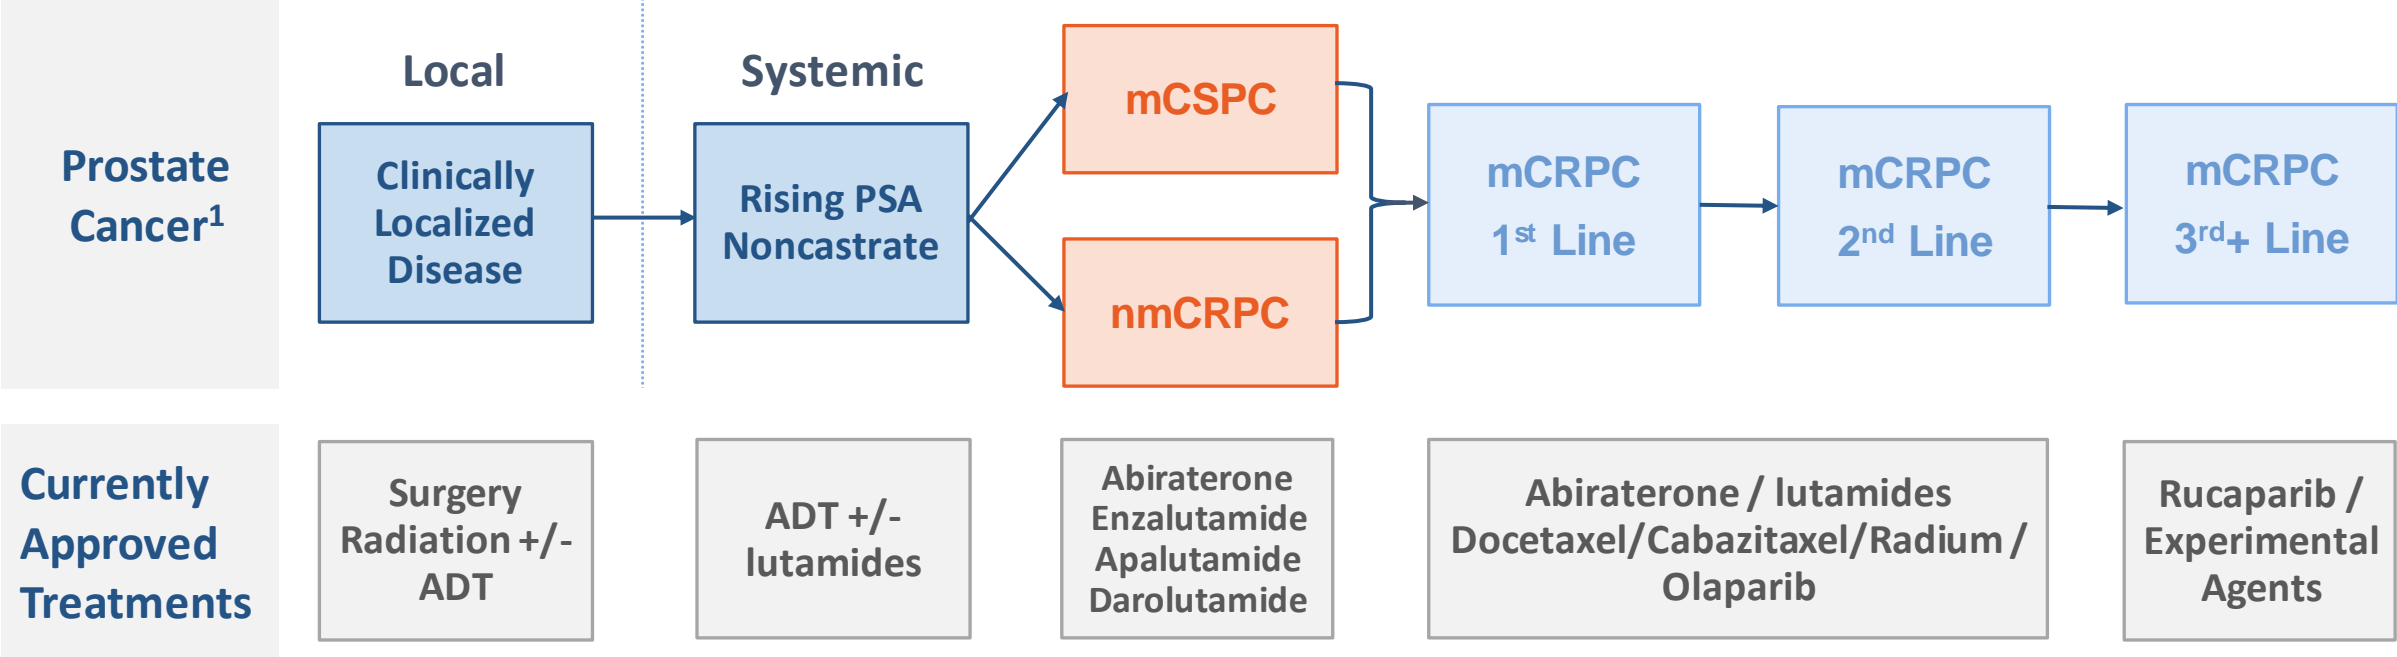 Prostate
Cancer¹
Local
Systemic
Clinically
Localized
Disease
Rising PSA
Noncastrate
mCSPC
nmCRPC
mCRPC
1st Line
mCRPC
2nd Line
mCRPC
3rd+ Line
Currently
Approved
Treatments
Surgery
Radiation +/-
ADT
ADT +/-
lutamides
Abiraterone
Enzalutamide
Apalutamide
Darolutamide
Abiraterone / lutamides
Docetaxel/Cabazitaxel/Radium /
Olaparib
Rucaparib /
Experimental
Agents